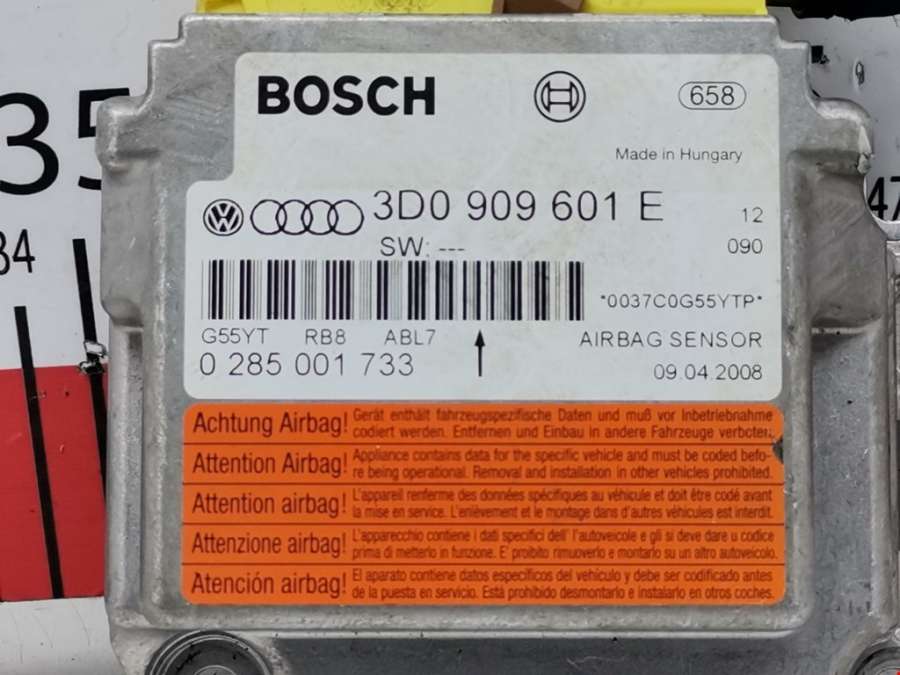 BOSCH
658
Made in Hungary
3D0 909 601 E
12
SW: ---
090
*0037C0G55YTP*
G55YT RB8 ABL7
AIRBAG SENSOR
0 285 001 733
09.04.2008
Achtung Airbag! Gerät enthält fahrzeugspezifische Daten und muß vor Inbetriebnahme
codiert werden. Entfernen und Einbau in andere Fahrzeuge verboten.
Attention Airbag! Appliance contains data for the specific vehicle and must be coded befo-
re being operational. Removal and installation in other vehicles prohibited.
Attention airbag! L'appareil renferme des données spécifiques au véhicule et doit être codé avant
la mise en service. L'enièvement et le montage dans d'autres véhicules est interdit.
Attenzione airbag! L'apparecchio contiene i dati specifici dell' l'autoveicole e gli si deve dare u codice
prima di metterlo in funzione. E' proibito rimuoverlo e montarlo su un altro autoveicolo.
Atención airbag! El aparato contiene datos específicos del vehículo y debe ser codificado antes
de la puesta en servicio. Está prohibido desmontarlo e instalarlo en otros coches.
35
84
47